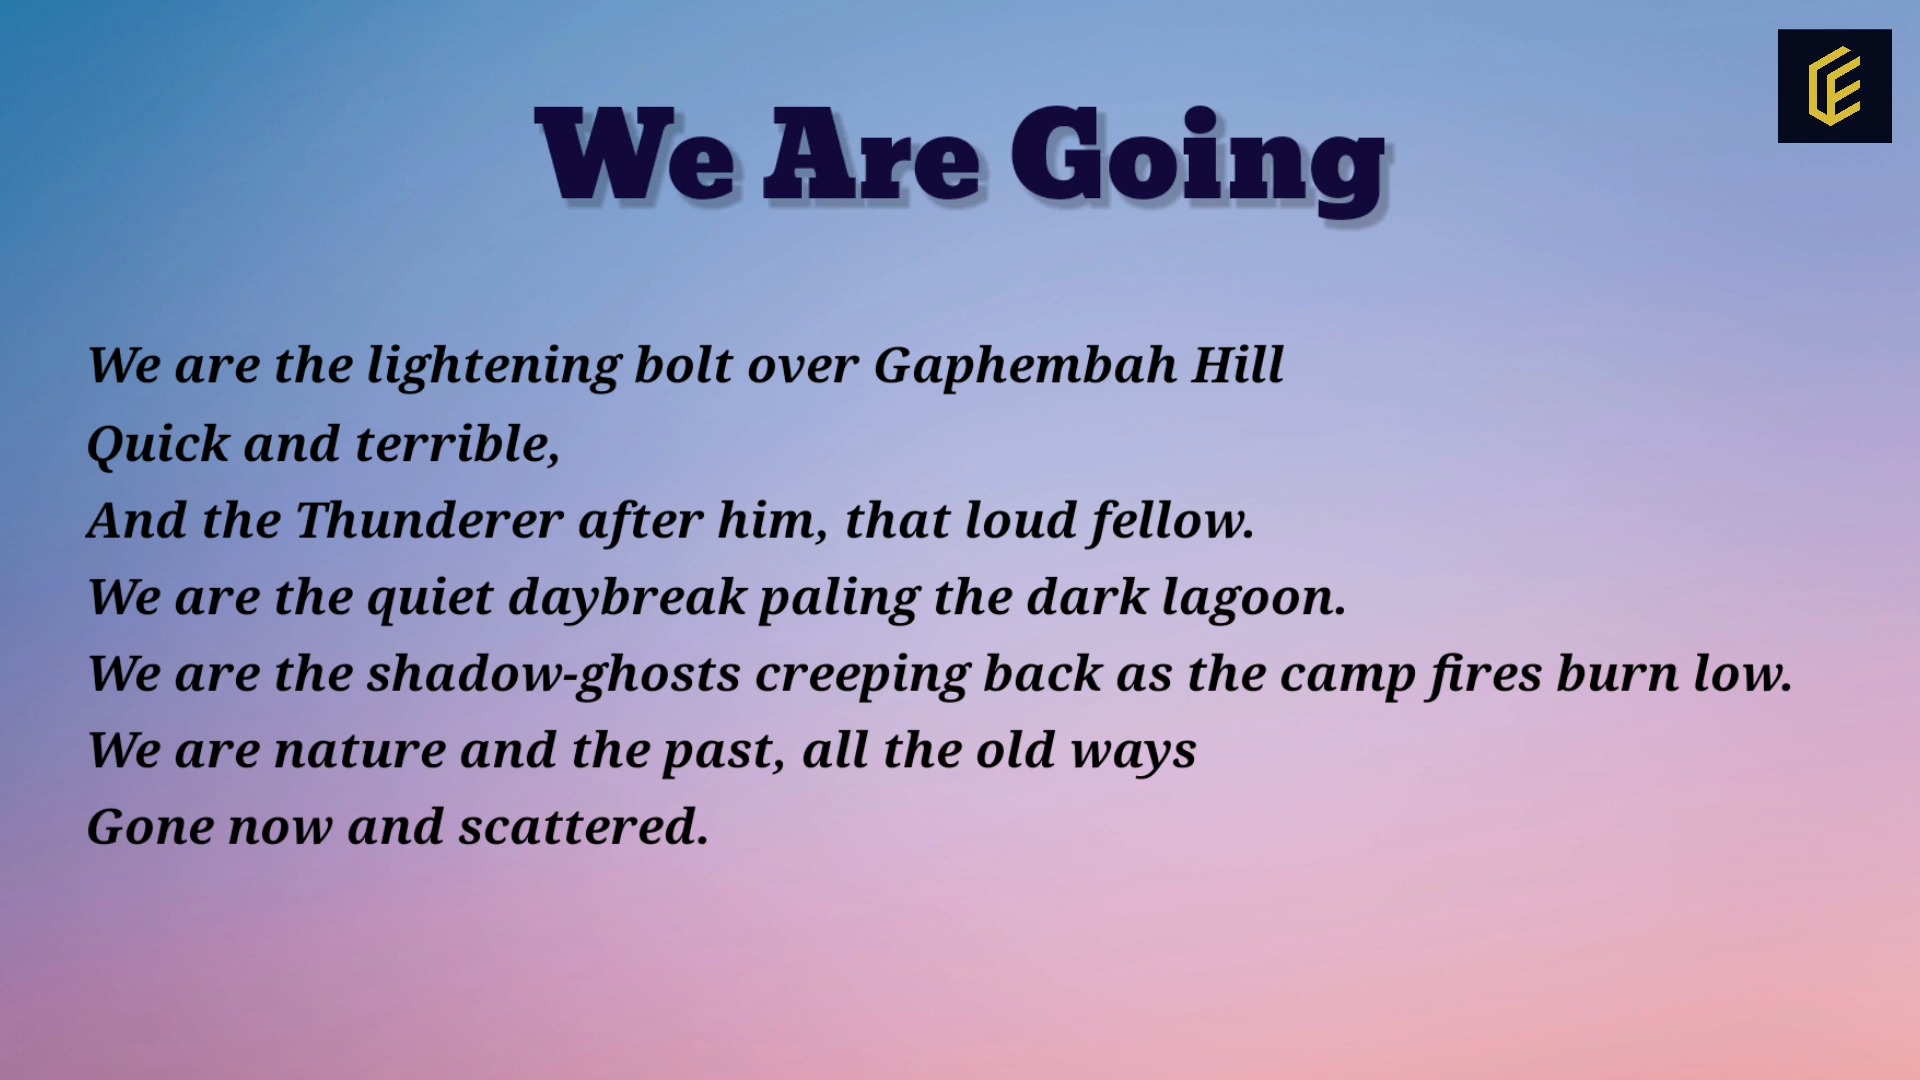 We Are Going
We are the lightening bolt over Gaphembah Hill
Quick and terrible,
And the Thunderer after him, that loud fellow.
We are the quiet daybreak paling the dark lagoon.
We are the shadow-ghosts creeping back as the camp fires burn low.
We are nature and the past, all the old ways
Gone now and scattered.